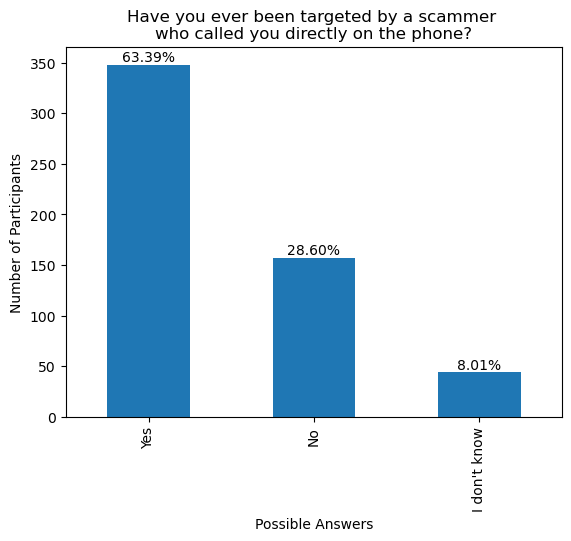 Have you ever been targeted by a scammer
who called you directly on the phone?
Number of Participants
350
300
250
200
150
100
50
0
63.39%
28.60%
8.01%
Yes
No
I don't know
Possible Answers